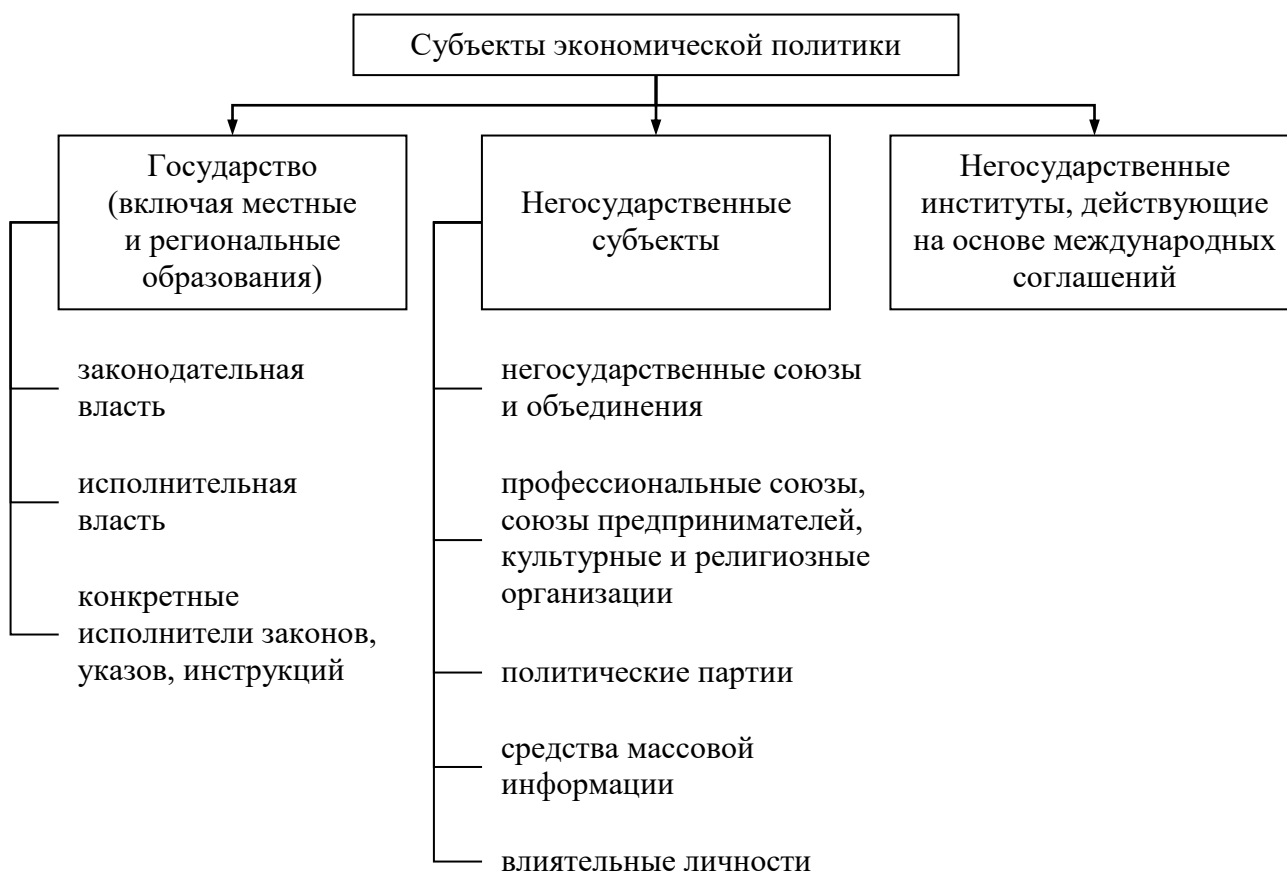 Субъекты экономической политики
Государство
(включая местные
и региональные
образования)
законодательная
власть
исполнительная
власть
конкретные
исполнители законов,
указов, инструкций
Негосударственные
субъекты
негосударственные союзы
и объединения
профессиональные союзы,
союзы предпринимателей,
культурные и религиозные
организации
политические партии
средства массовой
информации
влиятельные личности
Негосударственные
институты, действующие
на основе международных
соглашений